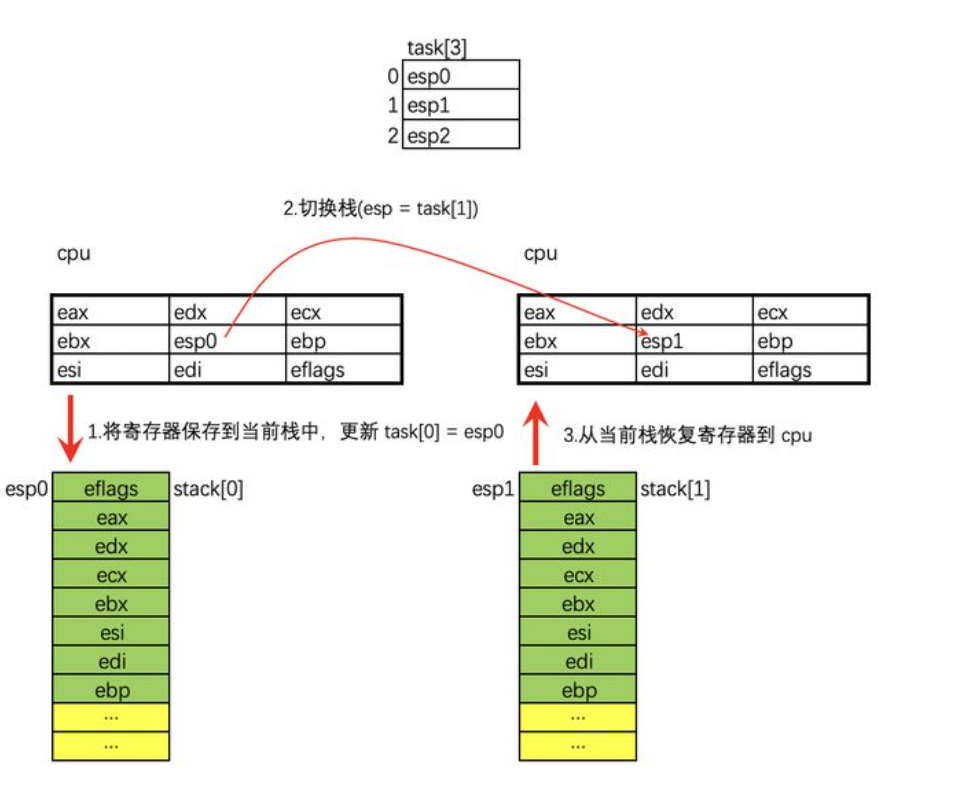 task[3]
0 esp0
1 esp1
2 esp2
2.切换栈(esp = task[1])
cpu
eax edx ecx
ebx esp0 ebp
esi edi eflags
cpu
eax edx ecx
ebx esp1 ebp
esi edi eflags
1.将寄存器保存到当前栈中，更新 task[0] = esp0
3.从当前栈恢复寄存器到 cpu
esp0 eflags stack[0]
eax
edx
ecx
ebx
esi
edi
ebp
...
...
esp1 eflags stack[1]
eax
edx
ecx
ebx
esi
edi
ebp
...
...